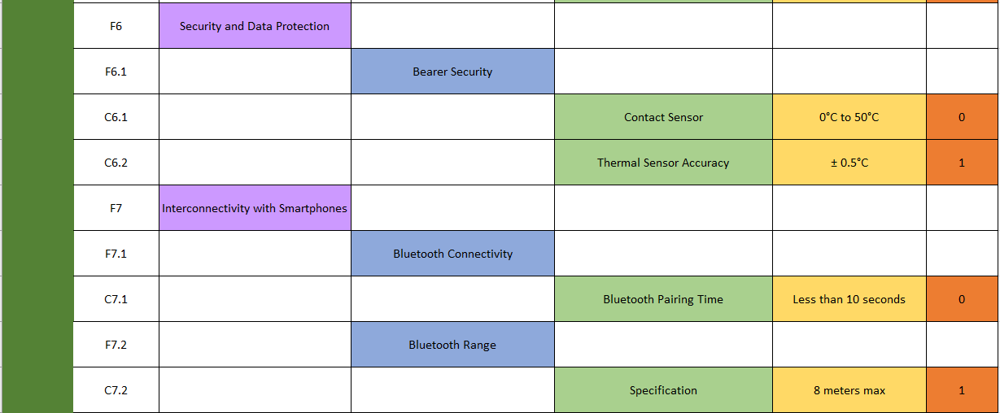 F6 Security and Data Protection
F6.1 Bearer Security
C6.1 Contact Sensor 0°C to 50°C 0
C6.2 Thermal Sensor Accuracy ± 0.5°C 1
F7 Interconnectivity with Smartphones
F7.1 Bluetooth Connectivity
C7.1 Bluetooth Pairing Time Less than 10 seconds 0
F7.2 Bluetooth Range
C7.2 Specification 8 meters max 1